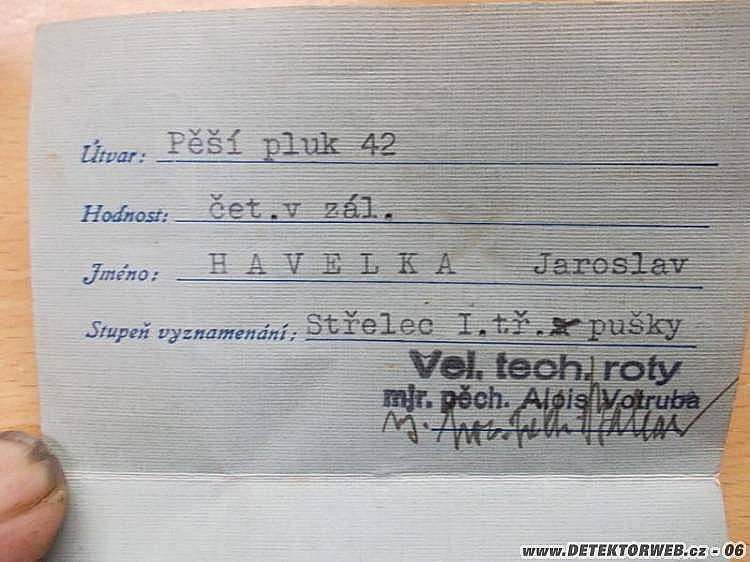 Útvar: Pěší pluk 42
Hodnost: čet.v zál.
Jméno: H A V E L K A Jaroslav
Stupeň vyznamenání: Střelec I.tř. pušky
Vel. tech. roty
mjr. pěch. Alois Votruba
www.DETEKTORWEB.cz - 06